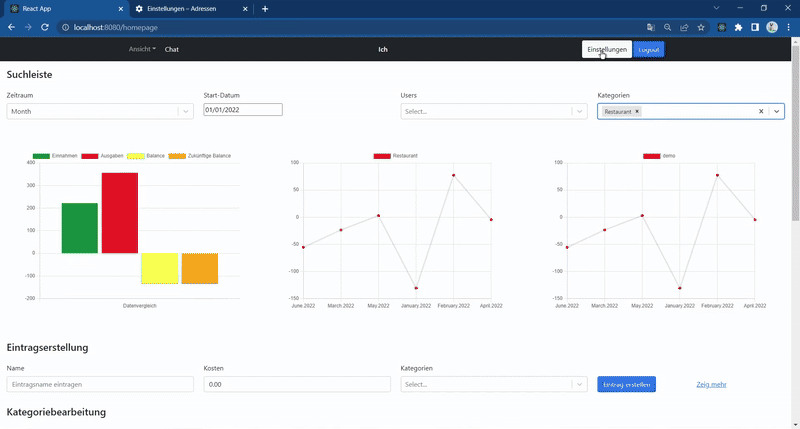 React App
Einstellungen – Adressen
localhost:8080/homepage
Ansicht Chat Ich Einstellungen Logout
Suchleiste
Zeitraum Start-Datum Users Kategorien
Month 01/01/2022 Select... Restaurant
Einnahmen Ausgaben Balance Zukünftige Balance
400
300
200
100
0
-100
-200
Datenvergleich
Restaurant
100
50
0
-50
-100
-150
June.2022 March.2022 May.2022 January.2022 February.2022 April.2022
demo
100
50
0
-50
-100
-150
June.2022 March.2022 May.2022 January.2022 February.2022 April.2022
Eintragserstellung
Name Kosten Kategorien
Eintragsname eintragen 0.00 Select... Eintrag erstellen Zeig mehr
Kategoriebearbeitung